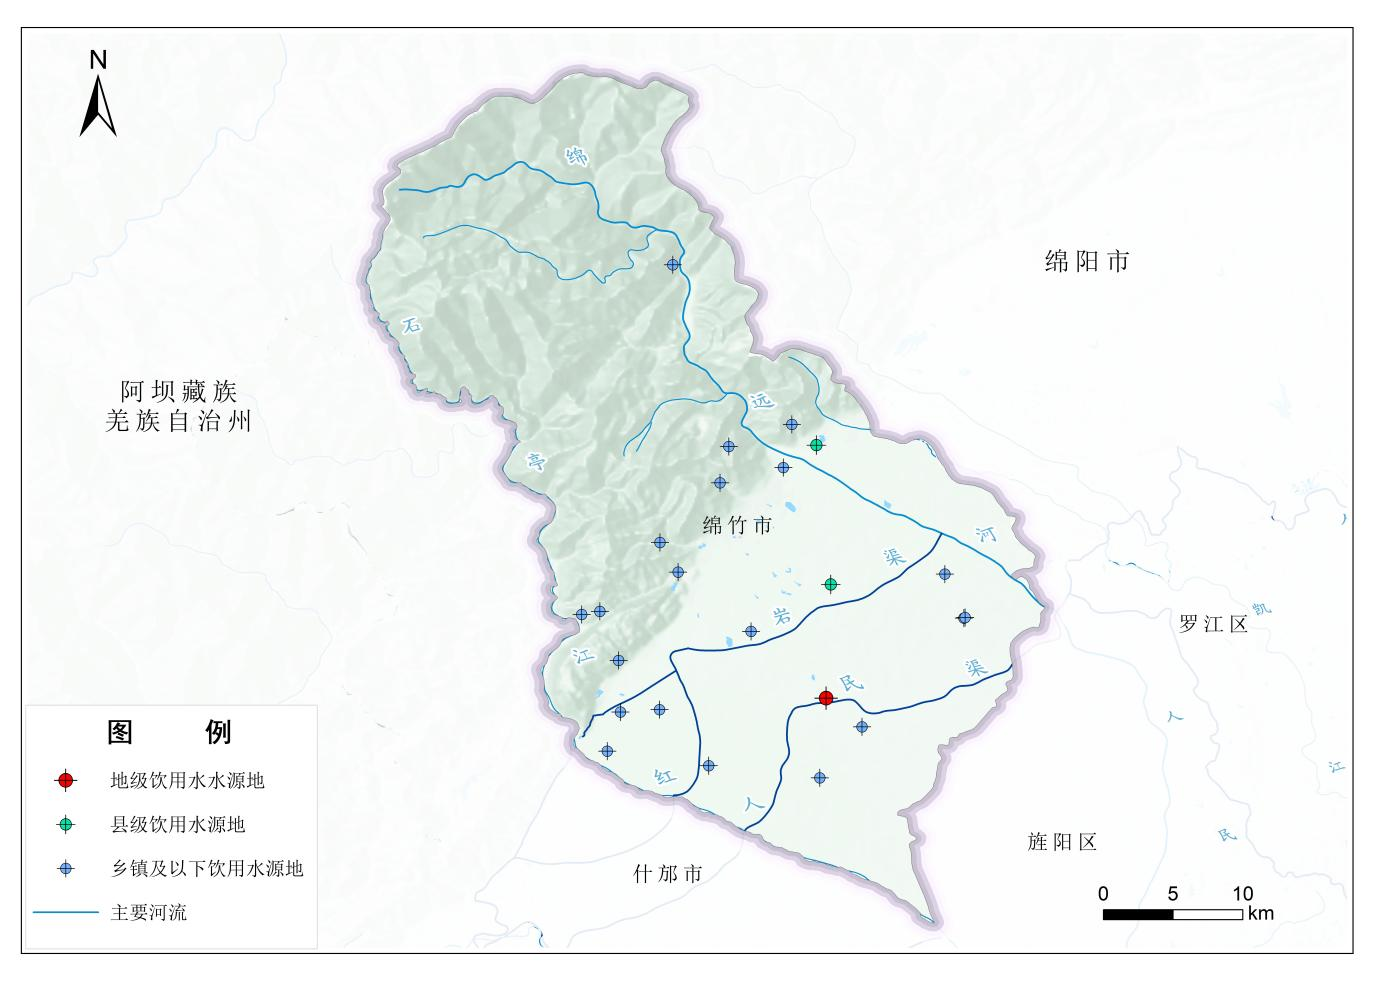 N
绵
绵阳市
石
阿坝藏族
羌族自治州
远
亭
绵竹市
河
渠
岩
凯
罗江区
江
渠
民
人
图 例
地级饮用水水源地
县级饮用水源地
乡镇及以下饮用水源地
主要河流
红
人
江
民
旌阳区
什邡市
0 5 10
km